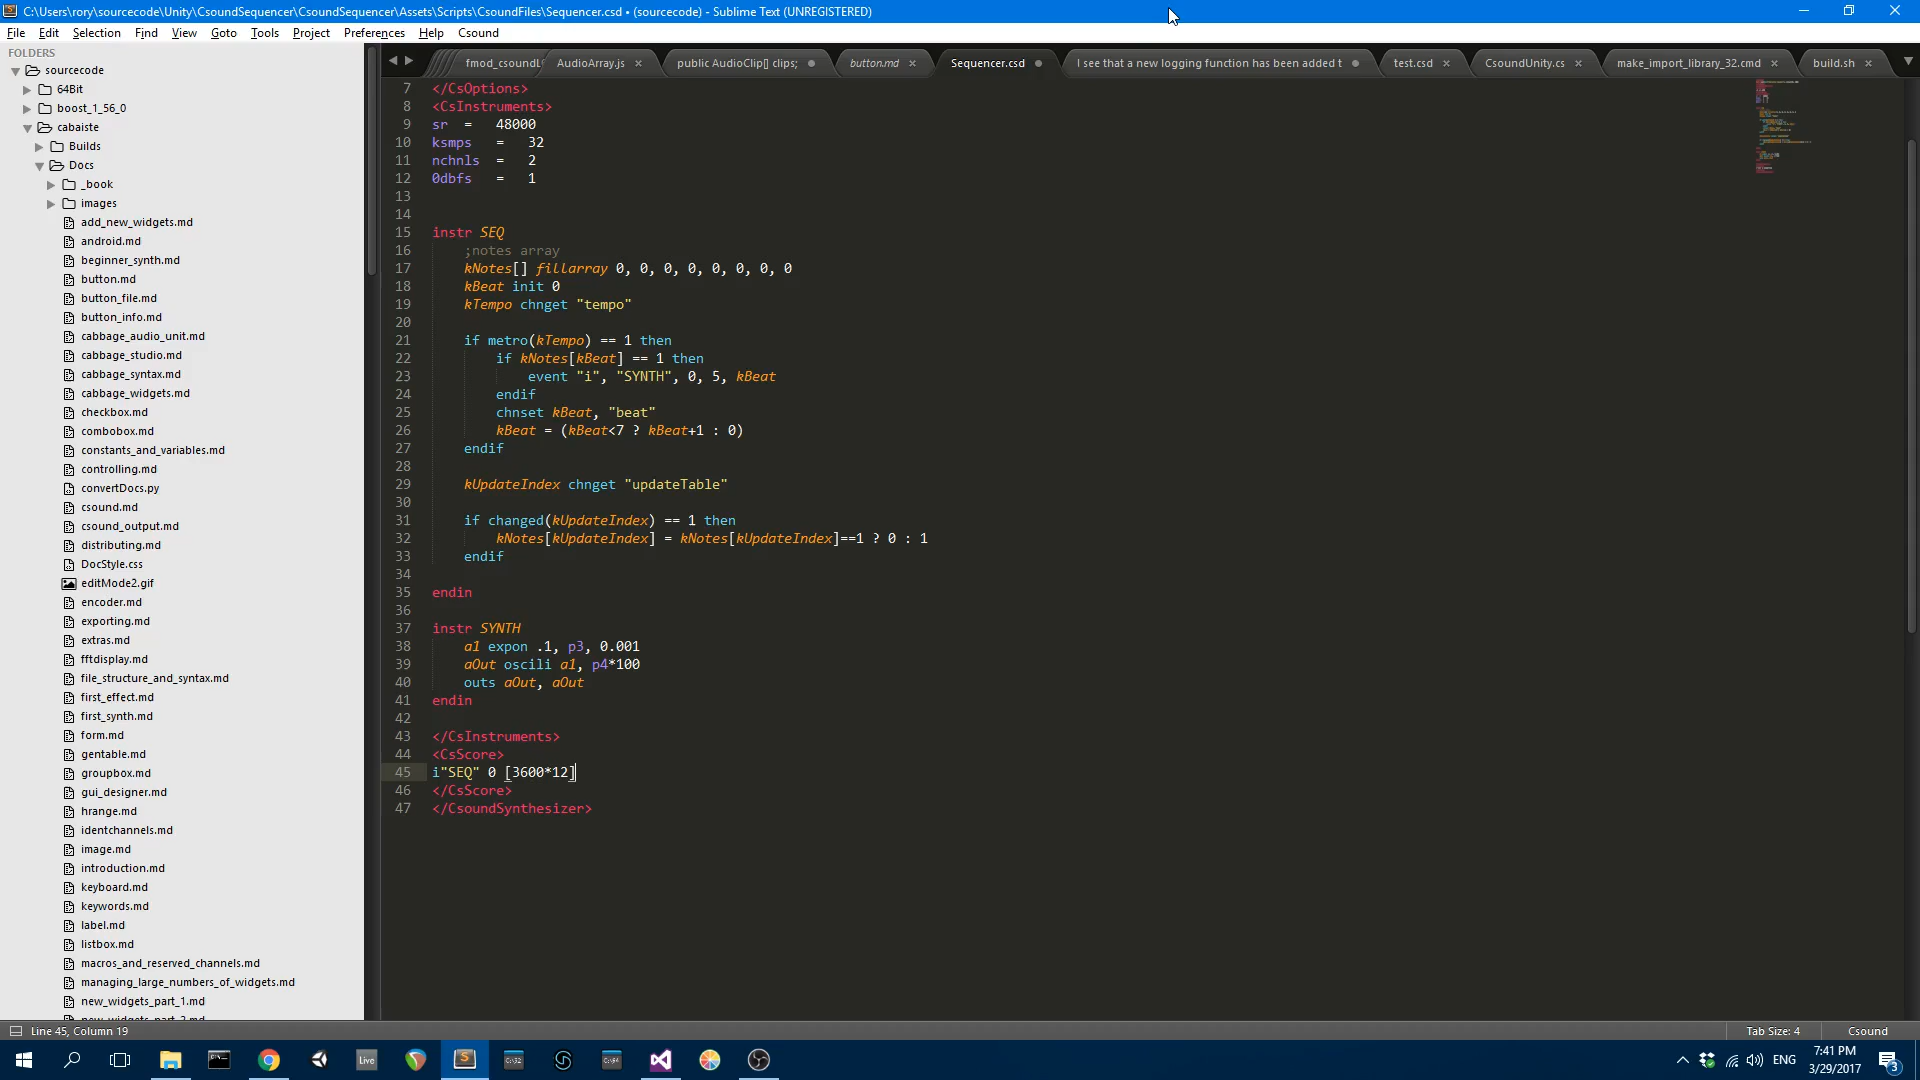 C:\Users\rory\sourcecode\Unity\CsoundSequencer\CsoundSequencer\Assets\Scripts\CsoundFiles\Sequencer.csd • (sourcecode) - Sublime Text (UNREGISTERED)
File Edit Selection Find View Goto Tools Project Preferences Help Csound
FOLDERS
sourcecode
64Bit
boost_1_56_0
cabaiste
Builds
Docs
_book
images
add_new_widgets.md
android.md
beginner_synth.md
button.md
button_file.md
button_info.md
cabbage_audio_unit.md
cabbage_studio.md
cabbage_syntax.md
cabbage_widgets.md
checkbox.md
combobox.md
constants_and_variables.md
controlling.md
convertDocs.py
csound.md
csound_output.md
distributing.md
DocStyle.css
editMode2.gif
encoder.md
exporting.md
extras.md
fftdisplay.md
file_structure_and_syntax.md
first_effect.md
first_synth.md
form.md
gentable.md
groupbox.md
gui_designer.md
hrange.md
identchannels.md
image.md
introduction.md
keyboard.md
keywords.md
label.md
listbox.md
macros_and_reserved_channels.md
managing_large_numbers_of_widgets.md
new_widgets_part_1.md
fmod_csoundL AudioArray.js public AudioClip[] clips; button.md Sequencer.csd I see that a new logging function has been added t test.csd CsoundUnity.cs make_import_library_32.cmd build.sh
7 </CsOptions>
8 <CsInstruments>
9 sr = 48000
10 ksmps = 32
11 nchnls = 2
12 0dbfs = 1
13
14
15 instr SEQ
16 ;notes array
17 kNotes[] fillarray 0, 0, 0, 0, 0, 0, 0, 0
18 kBeat init 0
19 kTempo chnget "tempo"
20
21 if metro(kTempo) == 1 then
22 if kNotes[kBeat] == 1 then
23 event "i", "SYNTH", 0, 5, kBeat
24 endif
25 chnset kBeat, "beat"
26 kBeat = (kBeat<7 ? kBeat+1 : 0)
27 endif
28
29 kUpdateIndex chnget "updateTable"
30
31 if changed(kUpdateIndex) == 1 then
32 kNotes[kUpdateIndex] = kNotes[kUpdateIndex]==1 ? 0 : 1
33 endif
34
35 endin
36
37 instr SYNTH
38 a1 expon .1, p3, 0.001
39 aOut oscili a1, p4*100
40 outs aOut, aOut
41 endin
42
43 </CsInstruments>
44 <CsScore>
45 i"SEQ" 0 [3600*12]
46 </CsScore>
47 </CsoundSynthesizer>
Line 45, Column 19
Tab Size: 4 Csound
Live
ENG
7:41 PM
3/29/2017
3